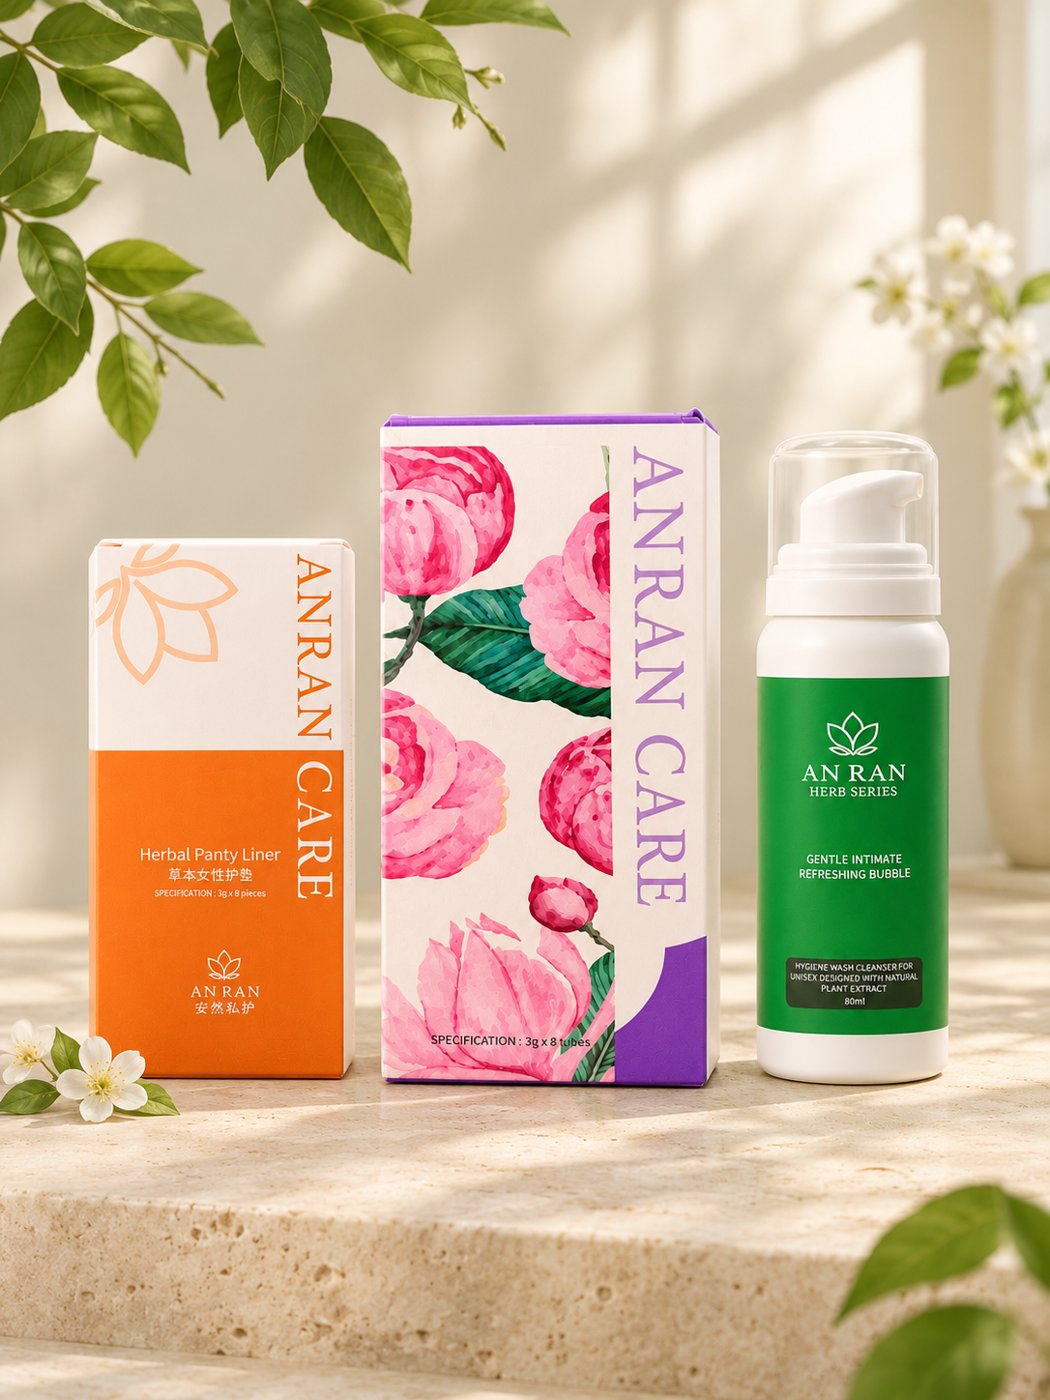 ANRAN CARE
Herbal Panty Liner
草本女性护垫
SPECIFICATION : 3g x 8 pieces
AN RAN
安然私护
ANRAN CARE
SPECIFICATION : 3g x 8 tubes
AN RAN
HERB SERIES
GENTLE INTIMATE
REFRESHING BUBBLE
HYGIENE WASH CLEANSER FOR
UNISEX DESIGNED WITH NATURAL
PLANT EXTRACT
80ml